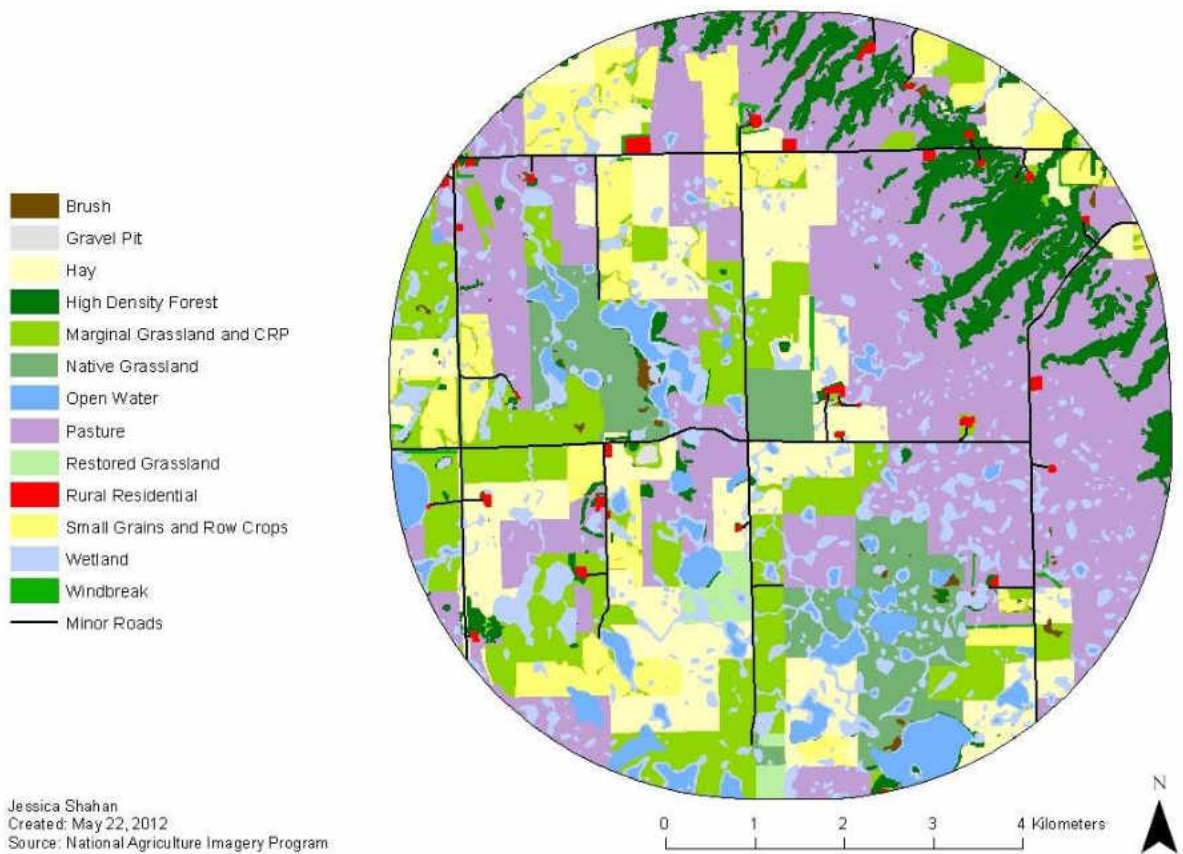 Brush
Gravel Pit
Hay
High Density Forest
Marginal Grassland and CRP
Native Grassland
Open Water
Pasture
Restored Grassland
Rural Residential
Small Grains and Row Crops
Wetland
Windbreak
Minor Roads
Jessica Shahan
Created: May 22, 2012
Source: National Agriculture Imagery Program
0 1 2 3 4 Kilometers
N